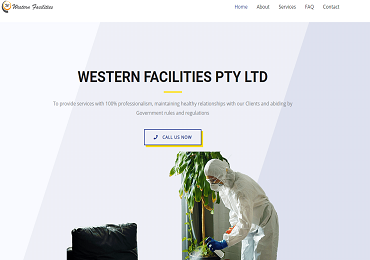 Western Facilities
Home About Services FAQ Contact
WESTERN FACILITIES PTY LTD
To provide services with 100% professionalism, maintaining healthy relationships with our Clients and abiding by
Government rules and regulations
CALL US NOW